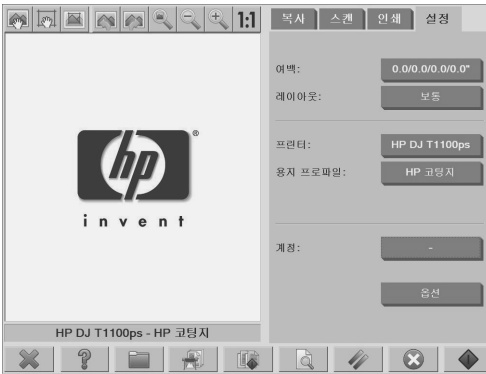 1:1
복사 스캔 인쇄 설정
여백: 0.0/0.0/0.0/0.0"
레이아웃: 보통
프린터: HP DJ T1100ps
용지 프로파일: HP 코팅지
계정: -
옵션
hp ®
invent
HP DJ T1100ps - HP 코팅지
?